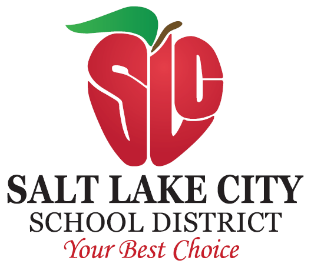 SLC
SALT LAKE CITY
SCHOOL DISTRICT
Your Best Choice